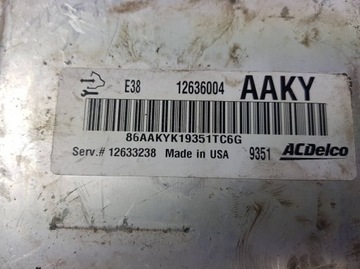 E38 12636004 AAKY
86AAKYK19351TC6G
Serv.# 12633238 Made in USA 9351 ACDelco